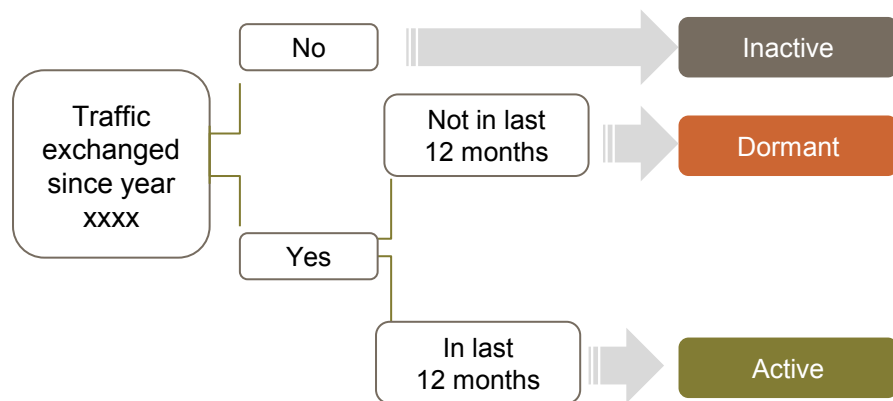 Traffic
exchanged
since year
xxxx
No
Inactive
Yes
Not in last
12 months
Dormant
In last
12 months
Active